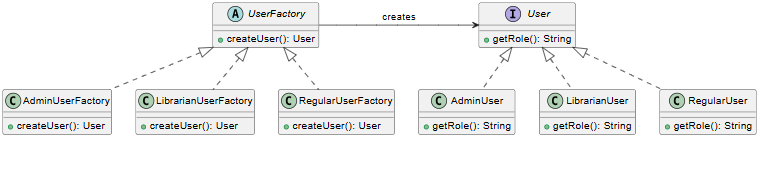 A UserFactory
creates
I User
createUser(): User
getRole(): String
C AdminUserFactory
C LibrarianUserFactory
C RegularUserFactory
C AdminUser
C LibrarianUser
C RegularUser
createUser(): User
createUser(): User
createUser(): User
getRole(): String
getRole(): String
getRole(): String